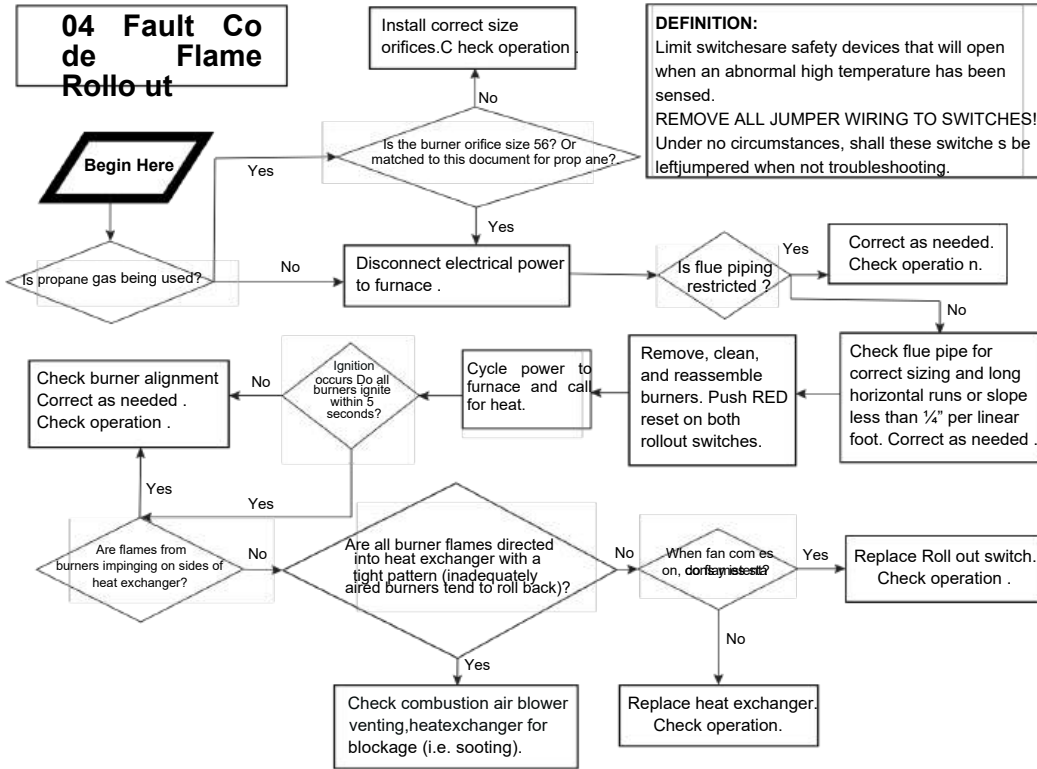 04 Fault Co
de Flame
Rollo ut
Install correct size
orifices.C heck operation .
DEFINITION:
Limit switchesare safety devices that will open
when an abnormal high temperature has been
sensed.
REMOVE ALL JUMPER WIRING TO SWITCHES!
Under no circumstances, shall these switche s be
leftjumpered when not troubleshooting.
Begin Here
No
Is the burner orifice size 56? Or
matched to this document for prop ane?
Yes
Yes
Is propane gas being used?
No
Disconnect electrical power
to furnace .
Is flue piping
restricted ?
Yes
Correct as needed.
Check operatio n.
No
Check burner alignment
Correct as needed .
Check operation .
No
Ignition
occurs Do all
burners ignite
within 5
seconds?
Cycle power to
furnace and call
for heat.
Remove, clean,
and reassemble
burners. Push RED
reset on both
rollout switches.
Check flue pipe for
correct sizing and long
horizontal runs or slope
less than ¼” per linear
foot. Correct as needed .
Yes
Yes
Are flames from
burners impinging on sides of
heat exchanger?
No
Are all burner flames directed
into heat exchanger with a
tight pattern (inadequately
aired burners tend to roll back)?
No
When fan com es
on,
Yes
Replace Roll out switch.
Check operation .
No
Yes
Check combustion air blower
venting,heatexchanger for
blockage (i.e. sooting).
Replace heat exchanger.
Check operation.